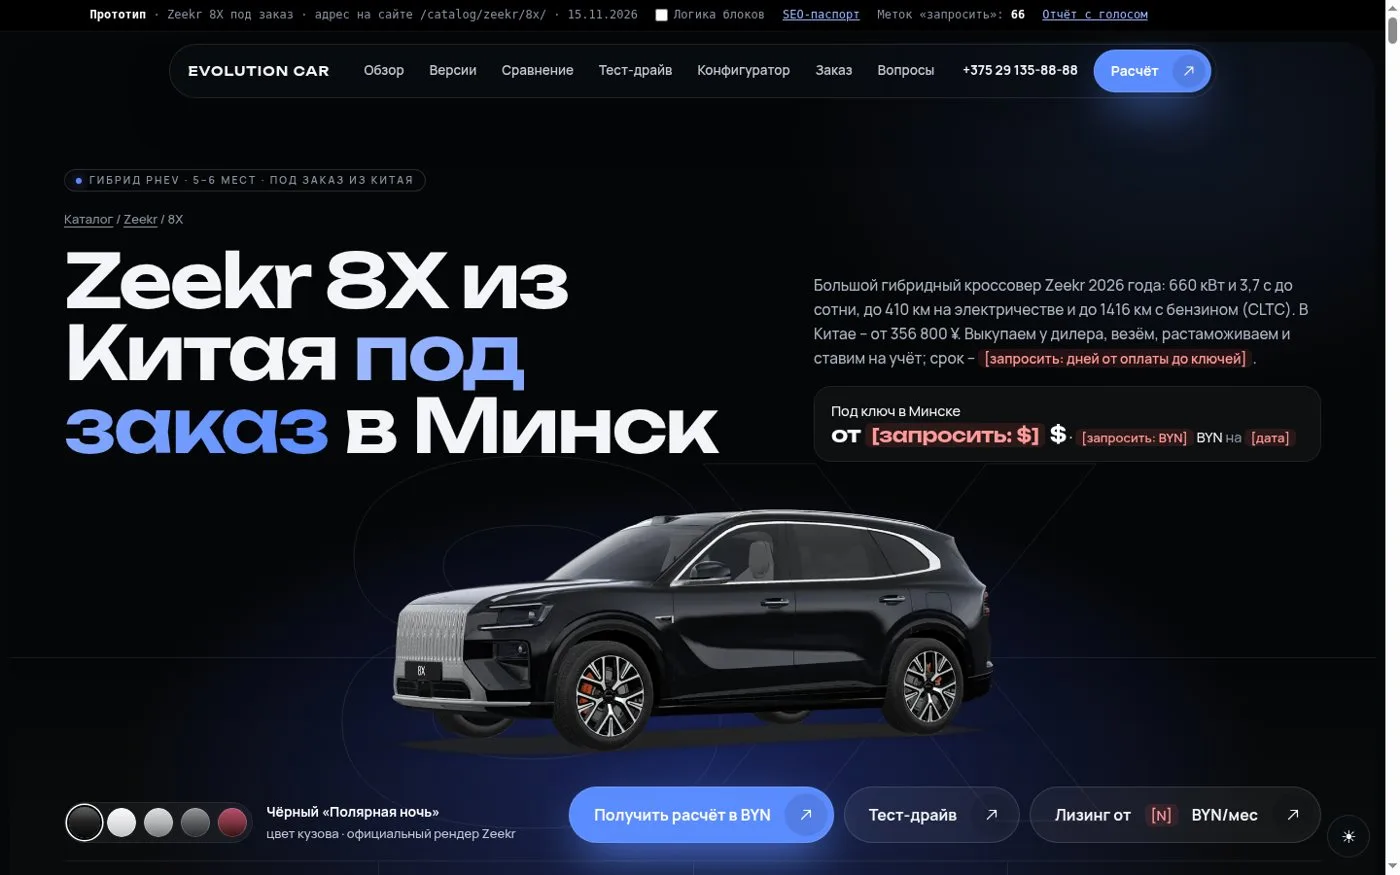 Прототип · Zeekr 8X под заказ · адрес на сайте /catalog/zeekr/8x/ · 15.11.2026 Логика блоков SEO-паспорт Меток «запросить»: 66 Отчёт с голосом
EVOLUTION CAR Обзор Версии Сравнение Тест-драйв Конфигуратор Заказ Вопросы +375 29 135-88-88 Расчёт
ГИБРИД PHEV · 5–6 МЕСТ · ПОД ЗАКАЗ ИЗ КИТАЯ
Каталог / Zeekr / 8X
Zeekr 8X из
Китая под
заказ в Минск
Большой гибридный кроссовер Zeekr 2026 года: 660 кВт и 3,7 с до
сотни, до 410 км на электричестве и до 1416 км с бензином (CLTC). В
Китае – от 356 800 ¥. Выкупаем у дилера, везём, растаможиваем и
ставим на учёт; срок – [запросить: дней от оплаты до ключей] .
Под ключ в Минске
от [запросить: $] $ · [запросить: BYN] BYN на [дата]
8X
Чёрный «Полярная ночь»
цвет кузова · официальный рендер Zeekr
Получить расчёт в BYN
Тест-драйв
Лизинг от [N] BYN/мес